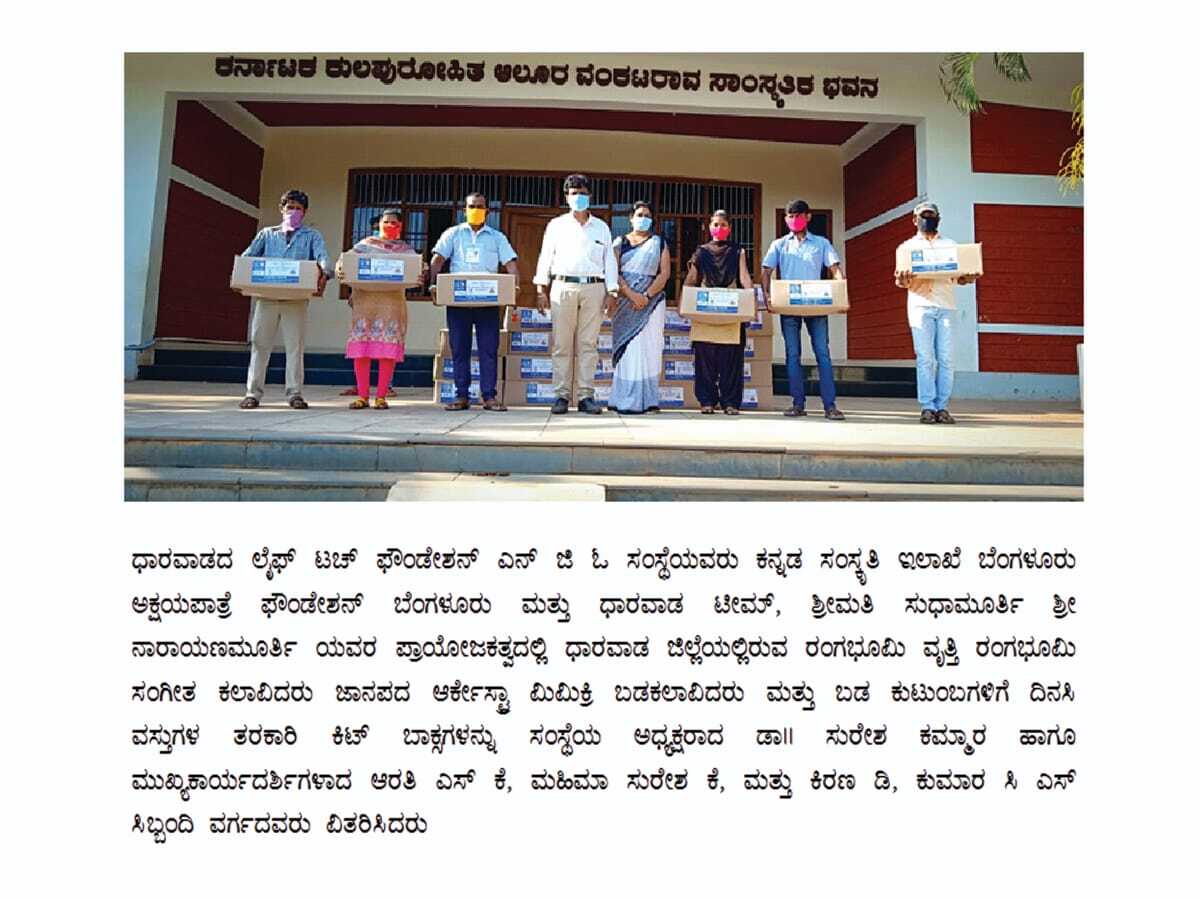 ಕರ್ನಾಟಕ ಕುಲಪುರೋಹಿತ ಆಲೂರ ವೆಂಕಟರಾವ ಸಾಂಸ್ಕೃತಿಕ ಭವನ
ಧಾರವಾಡದ ಲೈಫ್ ಟಚ್ ಫೌಂಡೇಶನ್ ಎನ್ ಜಿ ಓ ಸಂಸ್ಥೆಯವರು ಕನ್ನಡ ಸಂಸ್ಕೃತಿ ಇಲಾಖೆ ಬೆಂಗಳೂರು
ಅಕ್ಷಯಪಾತ್ರೆ ಫೌಂಡೇಶನ್ ಬೆಂಗಳೂರು ಮತ್ತು ಧಾರವಾಡ ಟೀಮ್, ಶ್ರೀಮತಿ ಸುಧಾಮೂರ್ತಿ ಶ್ರೀ
ನಾರಾಯಣಮೂರ್ತಿ ಯವರ ಪ್ರಾಯೋಜಕತ್ವದಲ್ಲಿ ಧಾರವಾಡ ಜಿಲ್ಲೆಯಲ್ಲಿರುವ ರಂಗಭೂಮಿ ವೃತ್ತಿ ರಂಗಭೂಮಿ
ಸಂಗೀತ ಕಲಾವಿದರು ಜಾನಪದ ಆರ್ಕೇಸ್ಟ್ರಾ ಮಿಮಿಕ್ರಿ ಬಡಕಲಾವಿದರು ಮತ್ತು ಬಡ ಕುಟುಂಬಗಳಿಗೆ ದಿನಸಿ
ವಸ್ತುಗಳ ತರಕಾರಿ ಕಿಟ್ ಬಾಕ್ಸಗಳನ್ನು ಸಂಸ್ಥೆಯ ಅಧ್ಯಕ್ಷರಾದ ಡಾ|| ಸುರೇಶ ಕಮ್ಮಾರ ಹಾಗೂ
ಮುಖ್ಯಕಾರ್ಯದರ್ಶಿಗಳಾದ ಆರತಿ ಎಸ್ ಕೆ, ಮಹಿಮಾ ಸುರೇಶ ಕೆ, ಮತ್ತು ಕಿರಣ ಡಿ, ಕುಮಾರ ಸಿ ಎಸ್
ಸಿಬ್ಬಂದಿ ವರ್ಗದವರು ವಿತರಿಸಿದರು